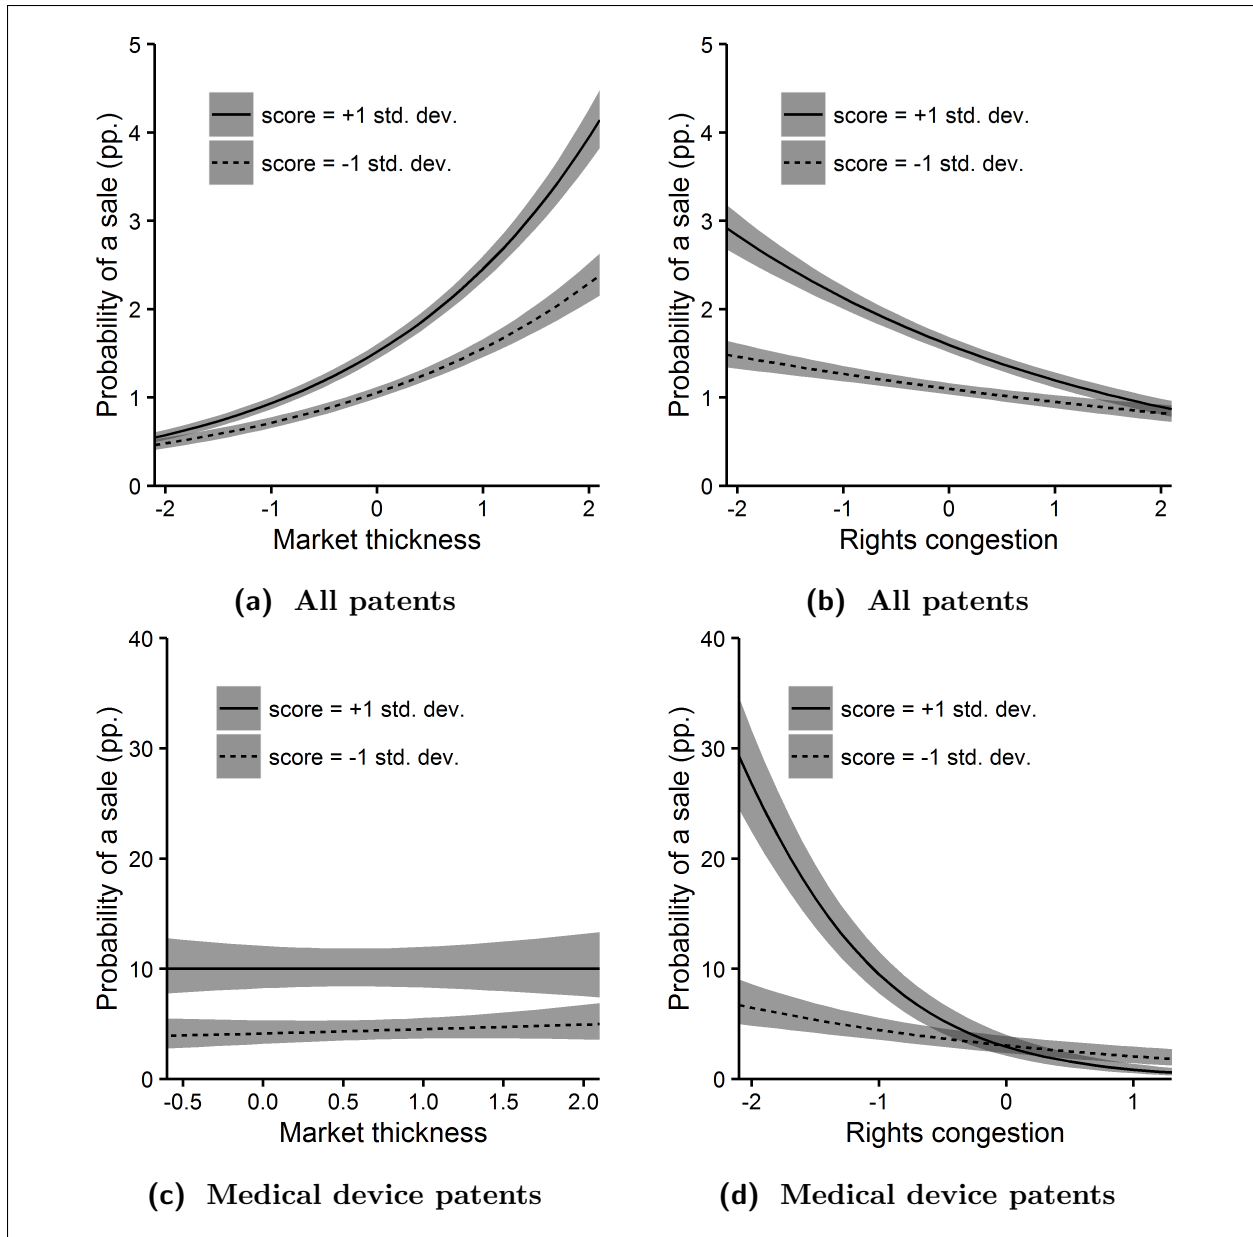 Probability of a sale (pp.)
5
4
3
2
1
0
score = +1 std. dev.
score = -1 std. dev.
-2 -1 0 1 2
Market thickness
(a) All patents
Probability of a sale (pp.)
5
4
3
2
1
0
score = +1 std. dev.
score = -1 std. dev.
-2 -1 0 1 2
Rights congestion
(b) All patents
Probability of a sale (pp.)
40
30
20
10
0
score = +1 std. dev.
score = -1 std. dev.
-0.5 0.0 0.5 1.0 1.5 2.0
Market thickness
(c) Medical device patents
Probability of a sale (pp.)
40
30
20
10
0
score = +1 std. dev.
score = -1 std. dev.
-2 -1 0 1
Rights congestion
(d) Medical device patents